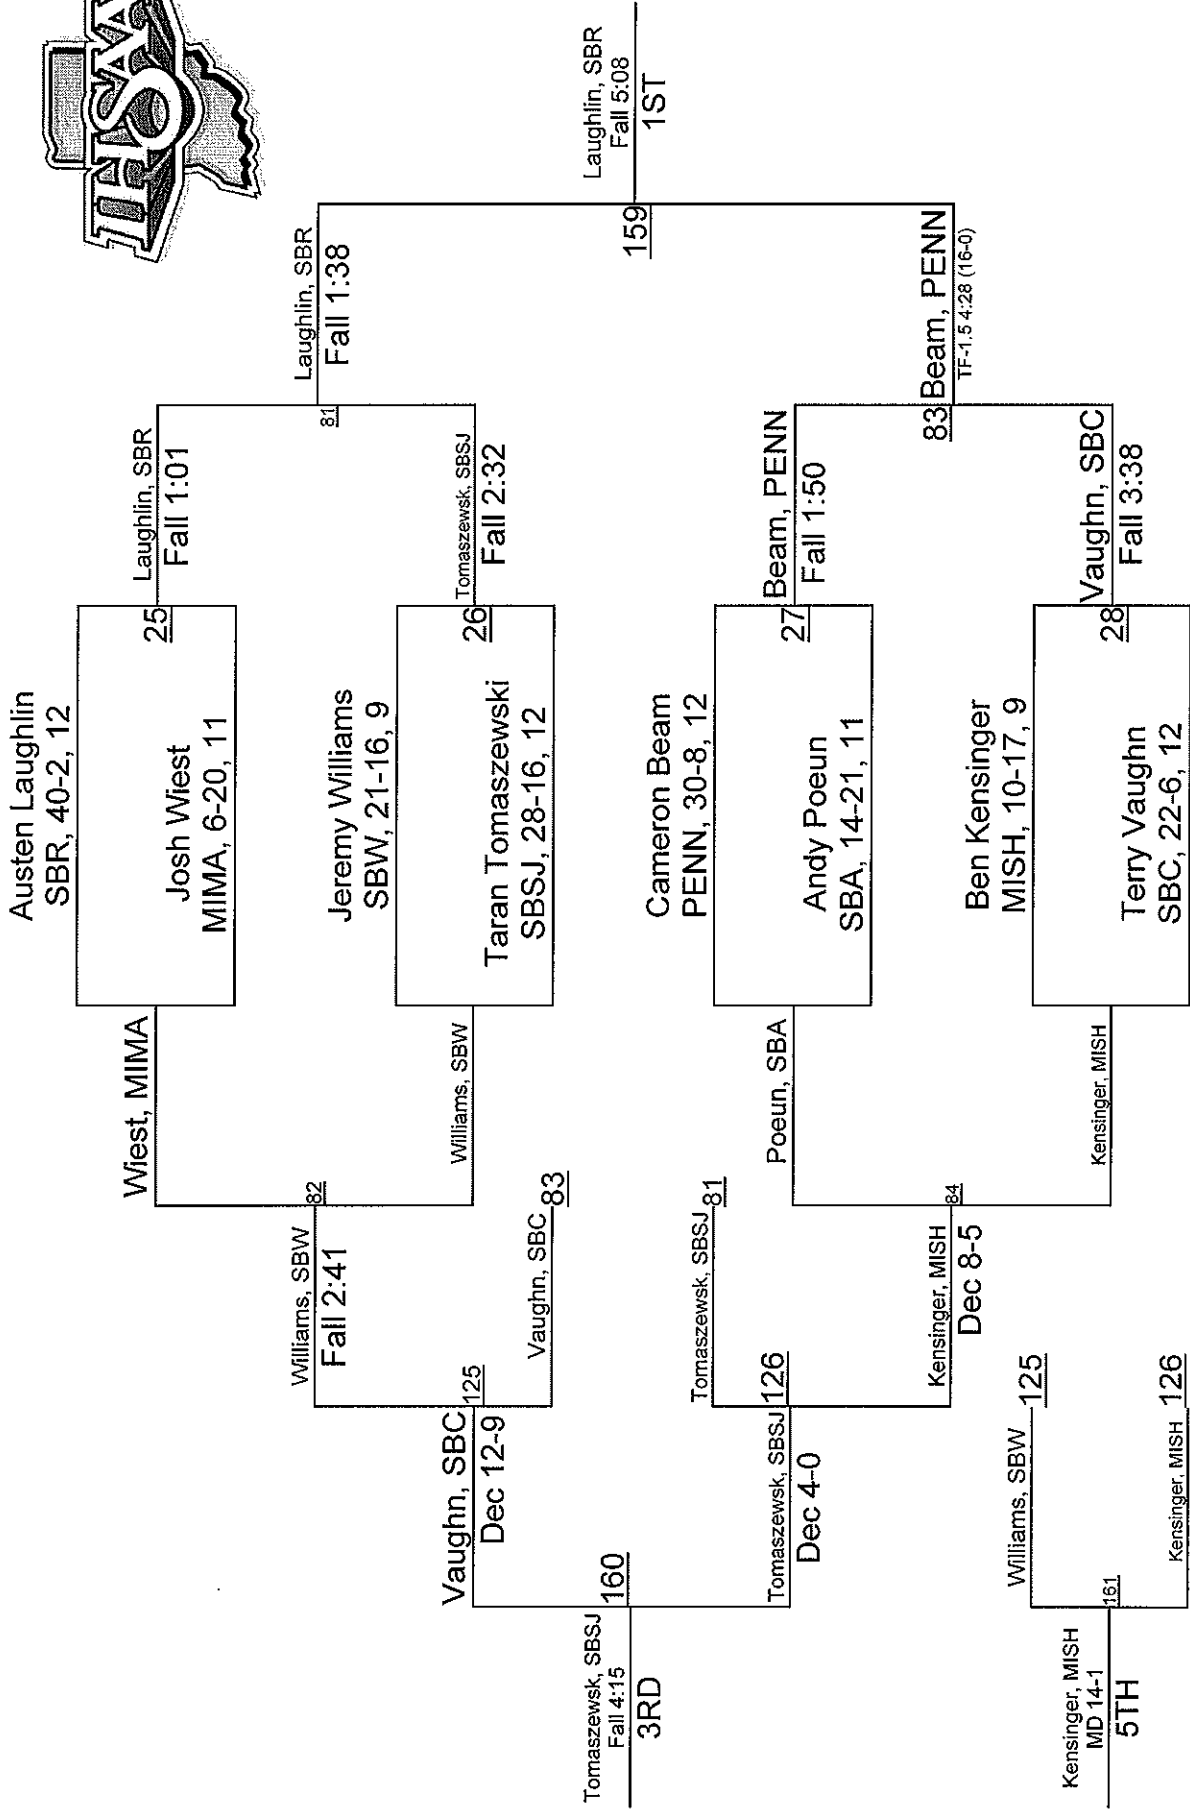 IHSAA
Austen Laughlin
SBR, 40-2, 12
25
Josh Wiest
MIMA, 6-20, 11
Jeremy Williams
SBW, 21-16, 9
26
Taran Tomaszewski
SBSJ, 28-16, 12
Cameron Beam
PENN, 30-8, 12
27
Andy Poeun
SBA, 14-21, 11
Ben Kensinger
MISH, 10-17, 9
28
Terry Vaughn
SBC, 22-6, 12
Laughlin, SBR
Fall 1:01
81
Tomaszewsk, SBSJ
Fall 2:32
Beam, PENN
Fall 1:50
83
Vaughn, SBC
Fall 3:38
Laughlin, SBR
Fall 1:38
159
Beam, PENN
TF-1.5 4:28 (16-0)
Laughlin, SBR
Fall 5:08
1ST
Wiest, MIMA
82
Williams, SBW
Poeun, SBA
84
Kensinger, MISH
Williams, SBW
Fall 2:41
125
Vaughn, SBC 83
Tomaszewsk, SBSJ 81
126
Kensinger, MISH
Dec 8-5
Vaughn, SBC
Dec 12-9
160
Tomaszewsk, SBSJ
Dec 4-0
Williams, SBW 125
161
Kensinger, MISH 126
Tomaszewsk, SBSJ
Fall 4:15
3RD
Kensinger, MISH
MD 14-1
5TH